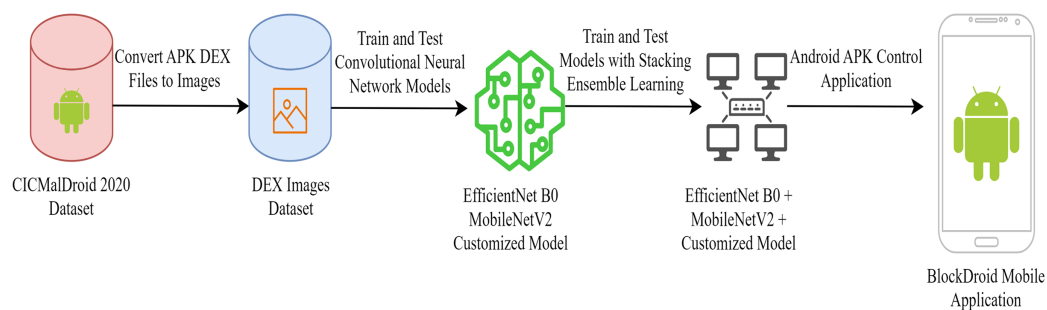 Convert APK DEX
Files to Images
Train and Test
Convolutional Neural
Network Models
Train and Test
Models with Stacking
Ensemble Learning
Android APK Control
Application
CICMalDroid 2020
Dataset
DEX Images
Dataset
EfficientNet B0
MobileNetV2
Customized Model
EfficientNet B0 +
MobileNetV2 +
Customized Model
BlockDroid Mobile
Application